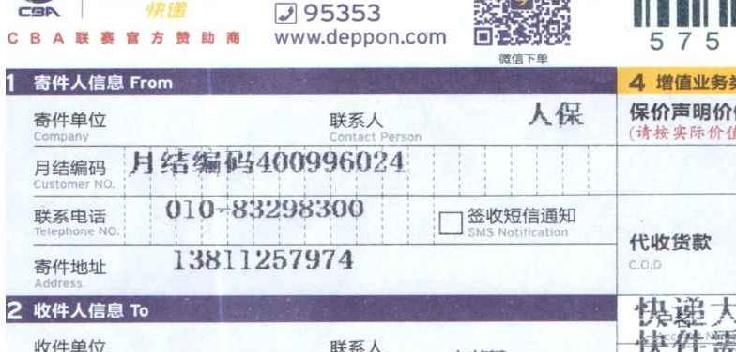 CBA
快递
95353
CBA联赛官方赞助商
www.deppon.com
微信下单
575
1 寄件人信息 From
4 增值业务
寄件单位
Company
联系人
Contact Person
人保
保价声明价
(请按实际价值
月结编码
Customer NO.
月结编码400996024
联系电话
Telephone NO.
010-83298300
签收短信通知
SMS Notification
代收货款
C.O.D
寄件地址
Address
13811257974
2 收件人信息 To
快递大
快件需
收件单位
联系人